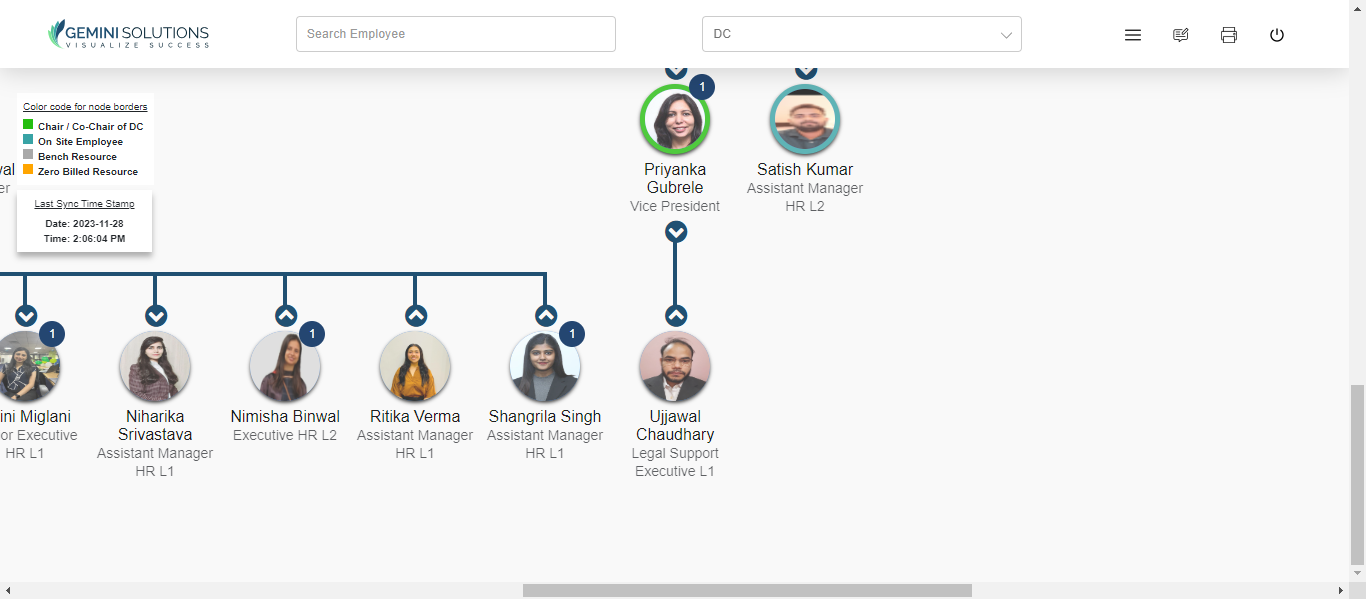 GEMINI SOLUTIONS
VISUALIZE SUCCESS
Search Employee
DC
Color code for node borders
Chair / Co-Chair of DC
On Site Employee
Bench Resource
Zero Billed Resource
Last Sync Time Stamp
Date: 2023-11-28
Time: 2:06:04 PM
1
Priyanka
Gubrele
Vice President
Satish Kumar
Assistant Manager
HR L2
1
Miglani
Executive
HR L1
Niharika
Srivastava
Assistant Manager
HR L1
1
Nimisha Binwal
Executive HR L2
Ritika Verma
Assistant Manager
HR L1
1
Shangrila Singh
Assistant Manager
HR L1
Ujjawal
Chaudhary
Legal Support
Executive L1